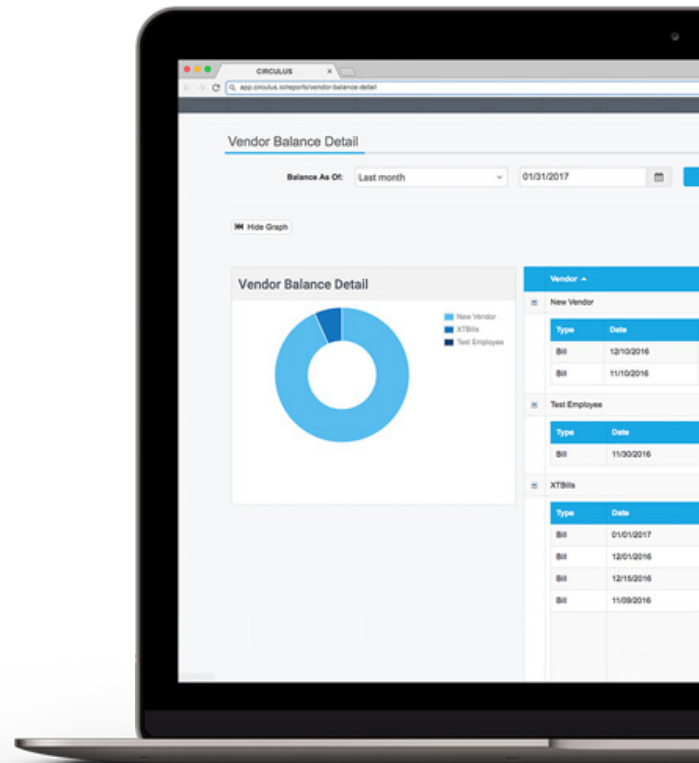 CIRCULUS
app.circulus.io/reports/vendor-balance-detail
Vendor Balance Detail
Balance As Of: Last month 01/31/2017
Hide Graph
Vendor Balance Detail
New Vendor
XTBills
Test Employee
Vendor
New Vendor
Type Date
Bill 12/10/2016
Bill 11/10/2016
Test Employee
Type Date
Bill 11/30/2016
XTBills
Type Date
Bill 01/01/2017
Bill 12/01/2016
Bill 12/15/2016
Bill 11/09/2016